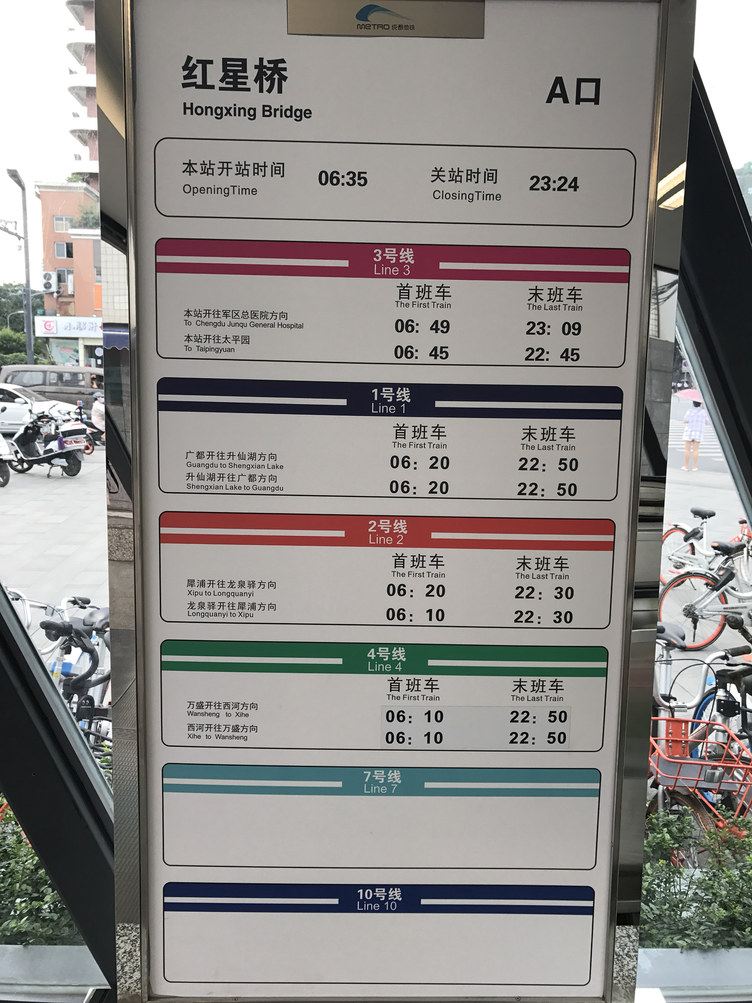 METRO 成都地铁
红星桥
A口
Hongxing Bridge
本站开站时间 06:35 关站时间 23:24
OpeningTime ClosingTime
3号线
Line 3
首班车 末班车
The First Train The Last Train
本站开往军区总医院方向 06: 49 23: 09
To Chengdu Junqu General Hospital
本站开往太平园 06: 45 22: 45
To Taipingyuan
1号线
Line 1
首班车 末班车
The First Train The Last Train
广都开往升仙湖方向 06: 20 22: 50
Guangdu to Shengxian Lake
升仙湖开往广都方向 06: 20 22: 50
Shengxian Lake to Guangdu
2号线
Line 2
首班车 末班车
The First Train The Last Train
犀浦开往龙泉驿方向 06: 20 22: 30
Xipu to Longquanyi
龙泉驿开往犀浦方向 06: 10 22: 30
Longquanyi to Xipu
4号线
Line 4
首班车 末班车
The First Train The Last Train
万盛开往西河方向 06: 10 22: 50
Wansheng to Xihe
西河开往万盛方向 06: 10 22: 50
Xihe to Wansheng
7号线
Line 7
10号线
Line 10